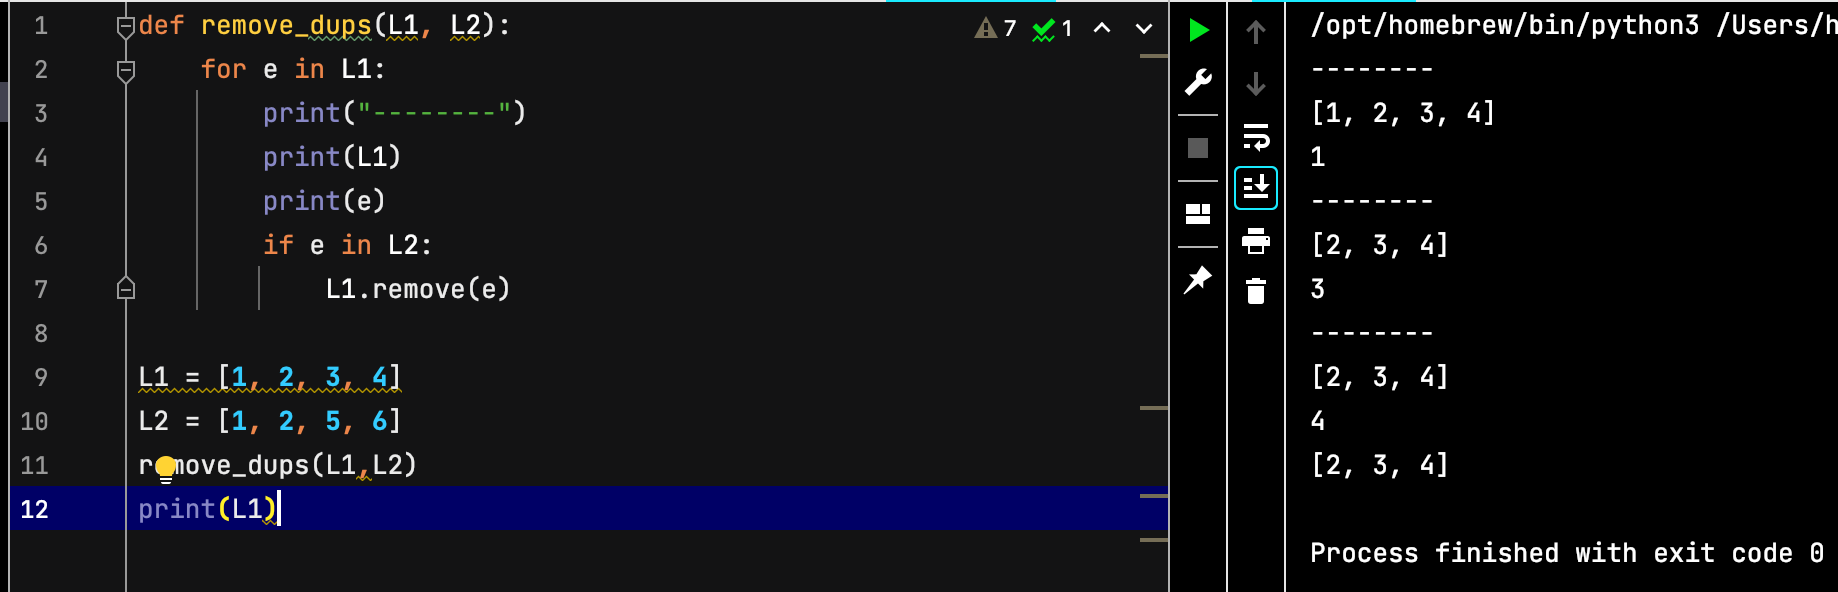 1 def remove_dups(L1, L2):
2     for e in L1:
3         print("--------")
4         print(L1)
5         print(e)
6         if e in L2:
7             L1.remove(e)
8
9 L1 = [1, 2, 3, 4]
10 L2 = [1, 2, 5, 6]
11 remove_dups(L1,L2)
12 print(L1)
7 1
/opt/homebrew/bin/python3 /Users/h
--------
[1, 2, 3, 4]
1
--------
[2, 3, 4]
3
--------
[2, 3, 4]
4
[2, 3, 4]
Process finished with exit code 0